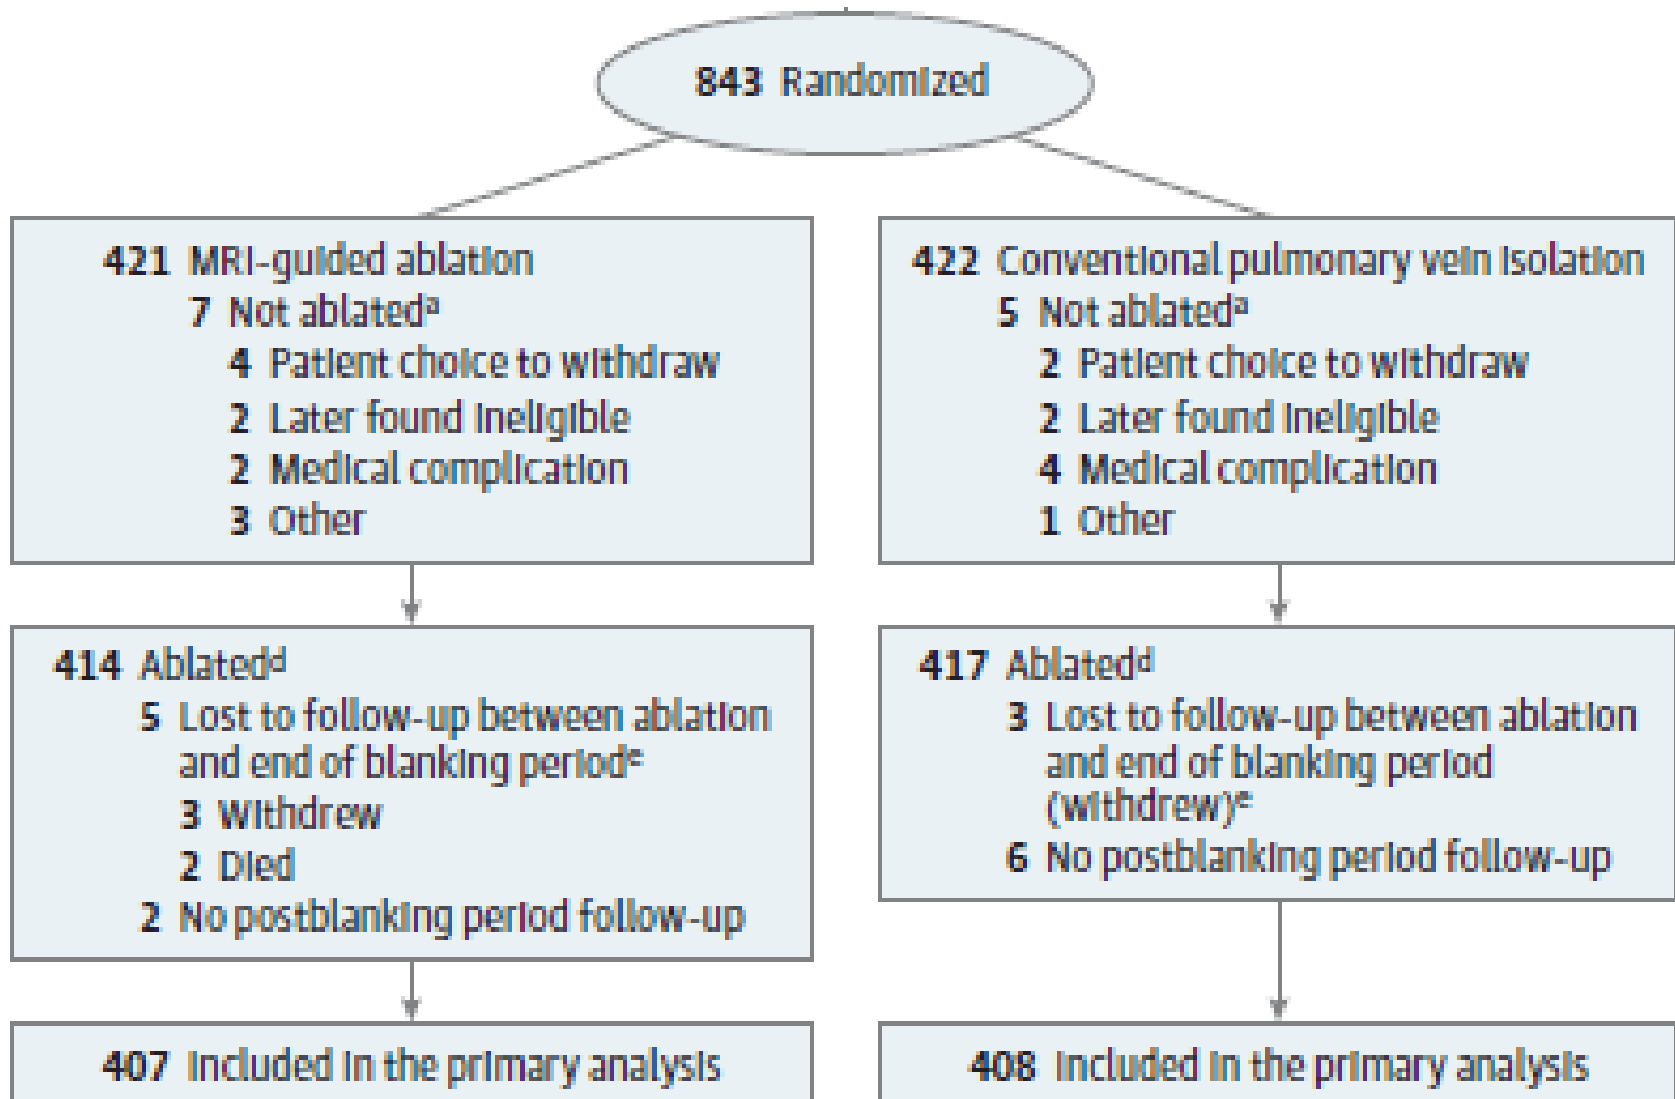 843 Randomized
421 MRI-guided ablation
7 Not ablatedᵃ
4 Patient choice to withdraw
2 Later found ineligible
2 Medical complication
3 Other
422 Conventional pulmonary vein isolation
5 Not ablatedᵃ
2 Patient choice to withdraw
2 Later found ineligible
4 Medical complication
1 Other
414 Ablatedᵈ
5 Lost to follow-up between ablation
and end of blanking periodᵉ
3 Withdrew
2 Died
2 No postblanking period follow-up
417 Ablatedᵈ
3 Lost to follow-up between ablation
and end of blanking period
(withdrew)ᵉ
6 No postblanking period follow-up
407 Included in the primary analysis
408 Included in the primary analysis